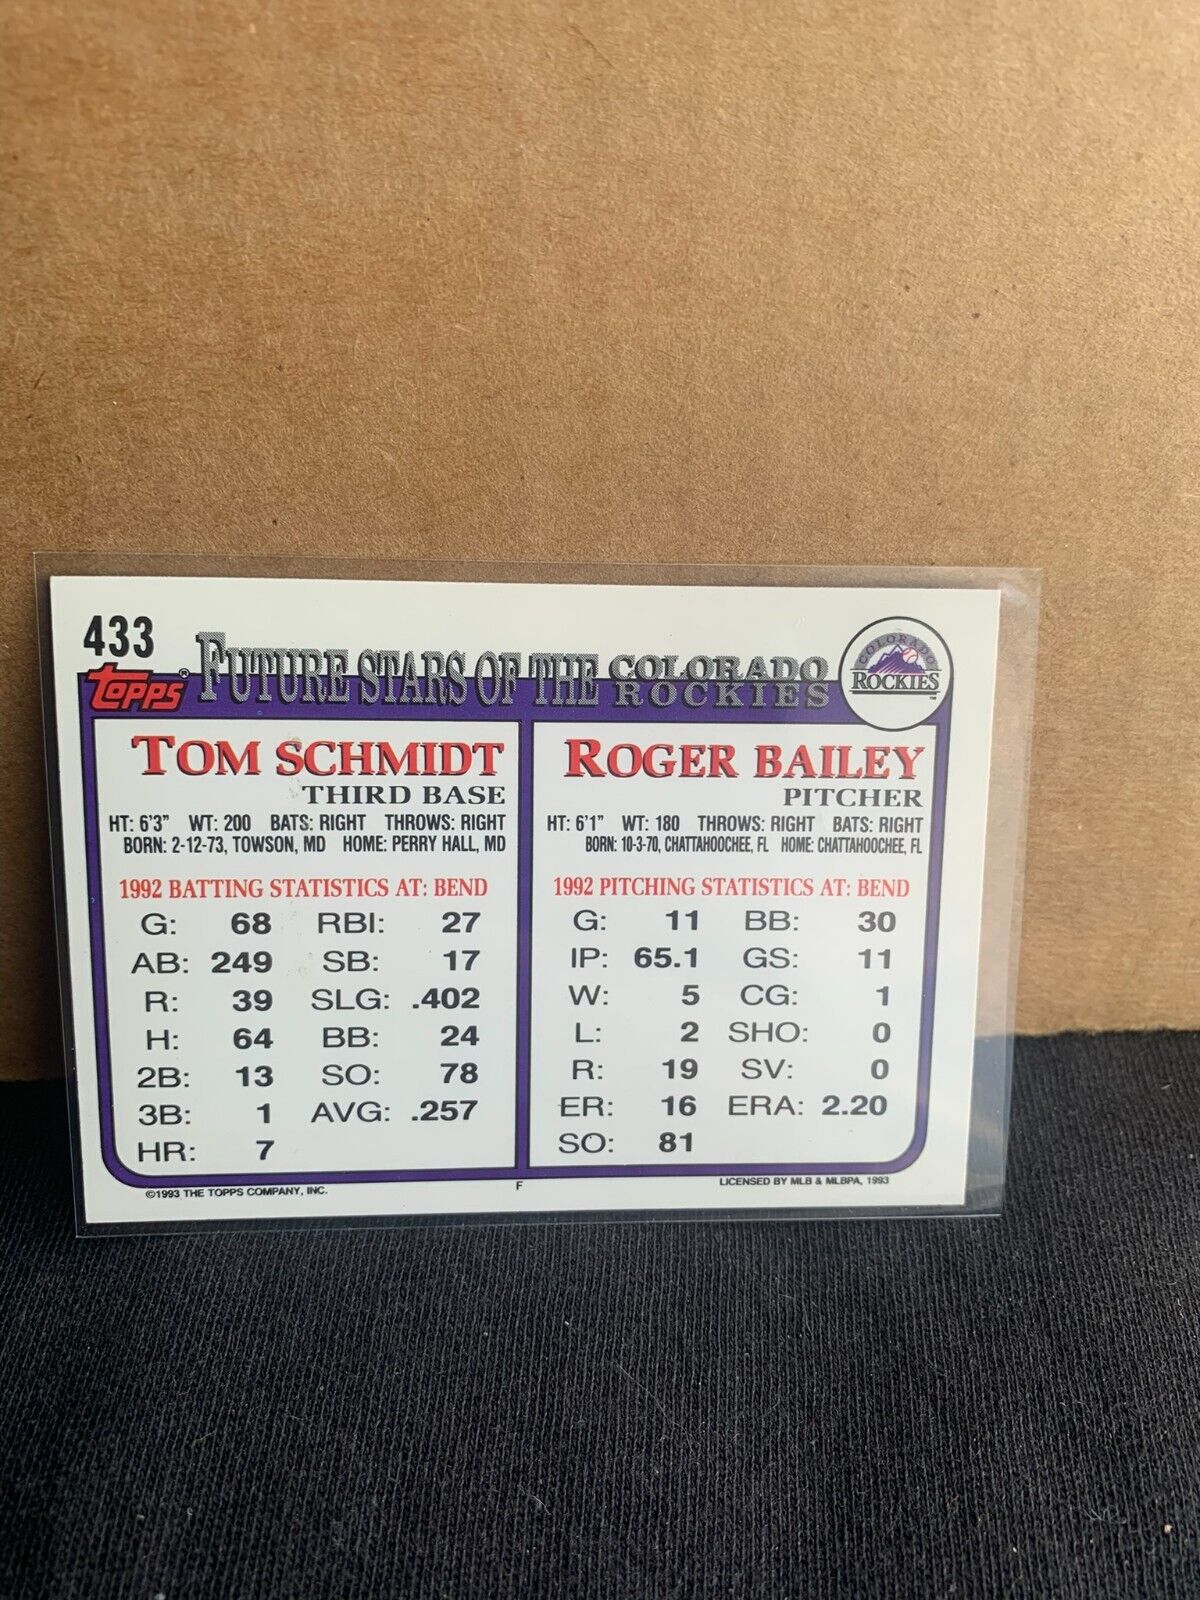 433
TOPPS®
FUTURE STARS OF THE COLORADO ROCKIES
COLORADO
ROCKIES
TM
TOM SCHMIDT
THIRD BASE
HT: 6'3" WT: 200 BATS: RIGHT THROWS: RIGHT
BORN: 2-12-73, TOWSON, MD HOME: PERRY HALL, MD
1992 BATTING STATISTICS AT: BEND
G: 68 RBI: 27
AB: 249 SB: 17
R: 39 SLG: .402
H: 64 BB: 24
2B: 13 SO: 78
3B: 1 AVG: .257
HR: 7
ROGER BAILEY
PITCHER
HT: 6'1" WT: 180 THROWS: RIGHT BATS: RIGHT
BORN: 10-3-70, CHATTAHOOCHEE, FL HOME: CHATTAHOOCHEE, FL
1992 PITCHING STATISTICS AT: BEND
G: 11 BB: 30
IP: 65.1 GS: 11
W: 5 CG: 1
L: 2 SHO: 0
R: 19 SV: 0
ER: 16 ERA: 2.20
SO: 81
©1993 THE TOPPS COMPANY, INC.
F
LICENSED BY MLB & MLBPA, 1993